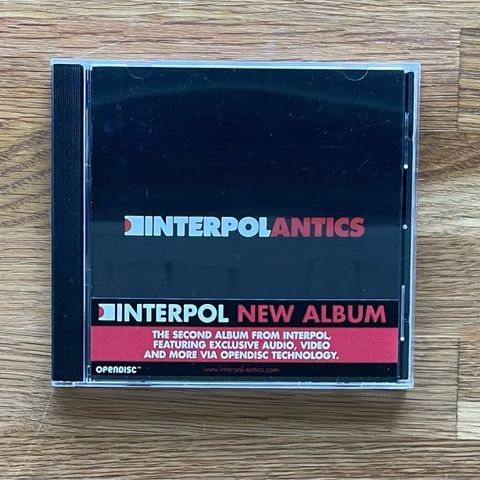 INTERPOLANTICS
INTERPOL NEW ALBUM
THE SECOND ALBUM FROM INTERPOL,
FEATURING EXCLUSIVE AUDIO, VIDEO
AND MORE VIA OPENDISC TECHNOLOGY.
OPENDISC™ www.interpol-antics.com